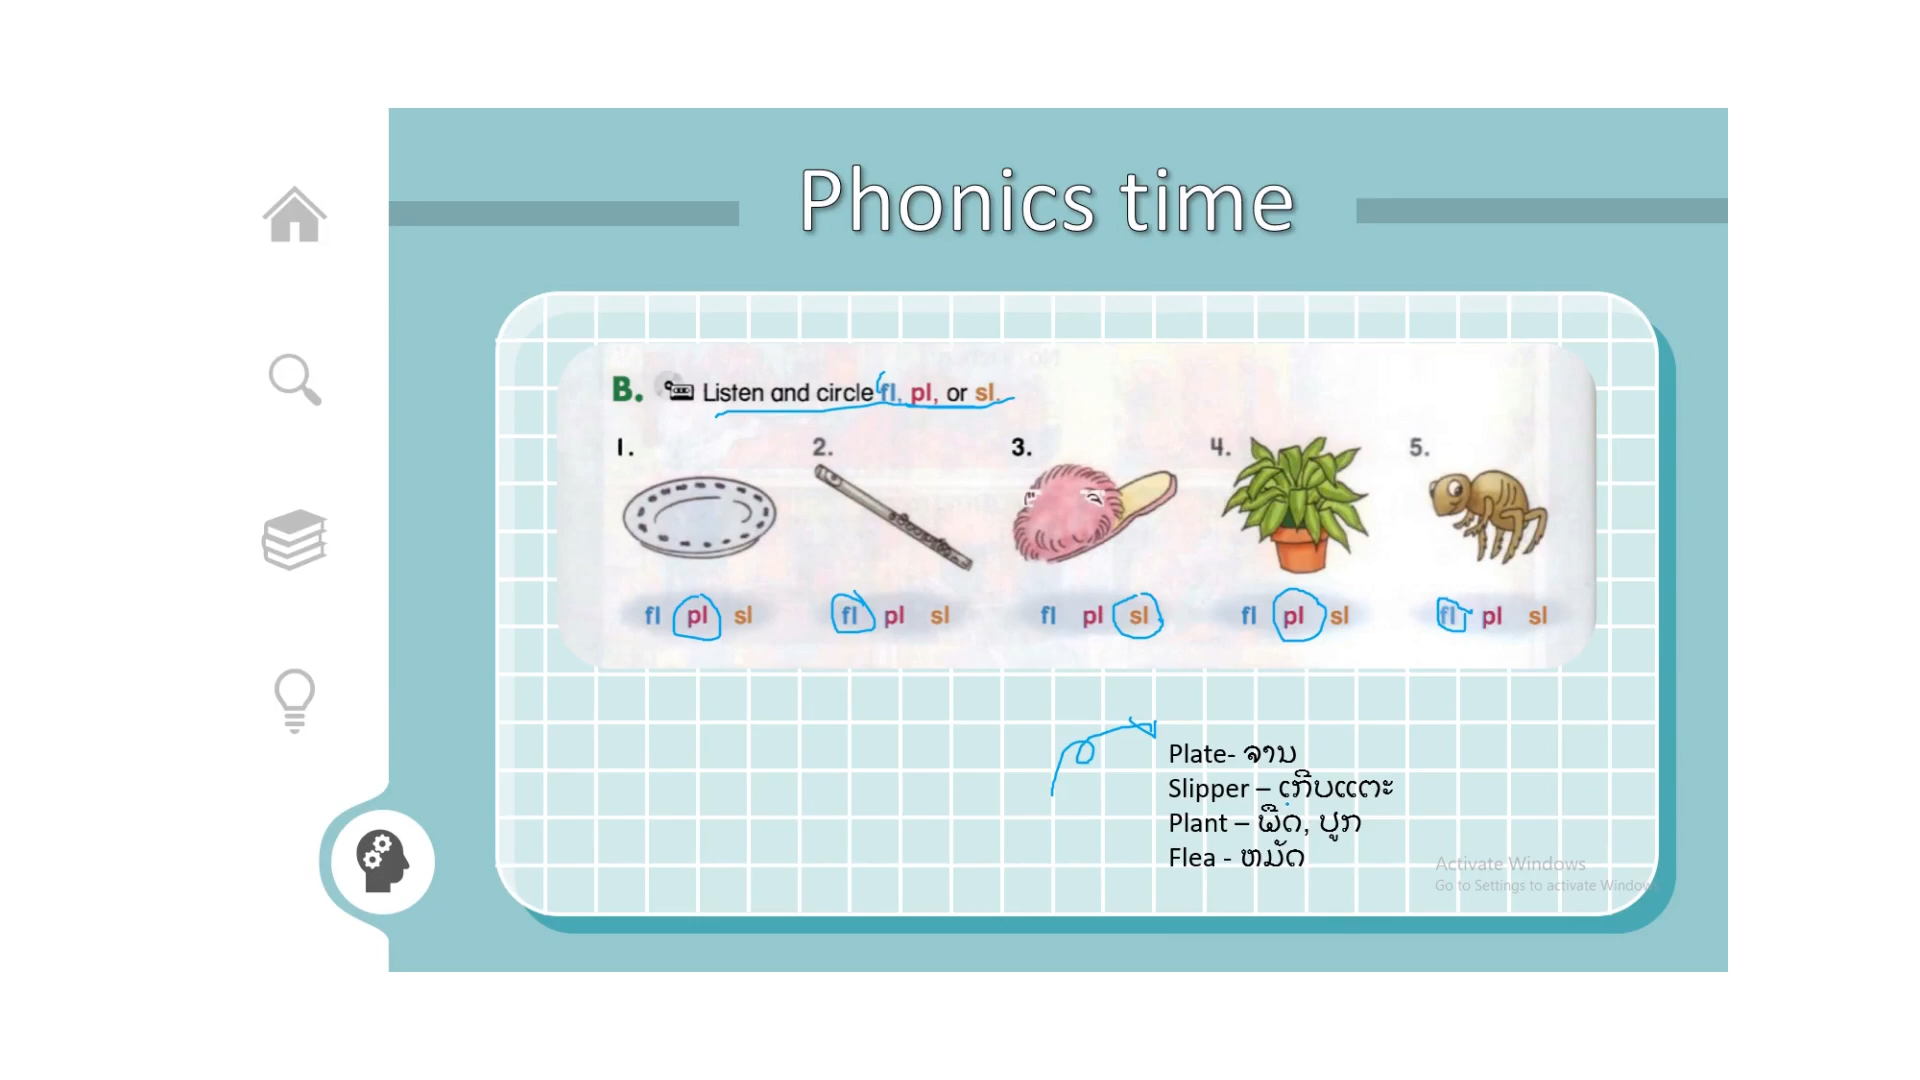 Phonics time
B. Listen and circle fl, pl, or sl.
1. 2. 3. 4. 5.
fl pl sl fl pl sl fl pl sl fl pl sl fl pl sl
Plate- ຈານ
Slipper – ເກີບແຕະ
Plant – ພືດ, ປູກ
Flea - ຫມັດ
Activate Windows
Go to Settings to activate Windows